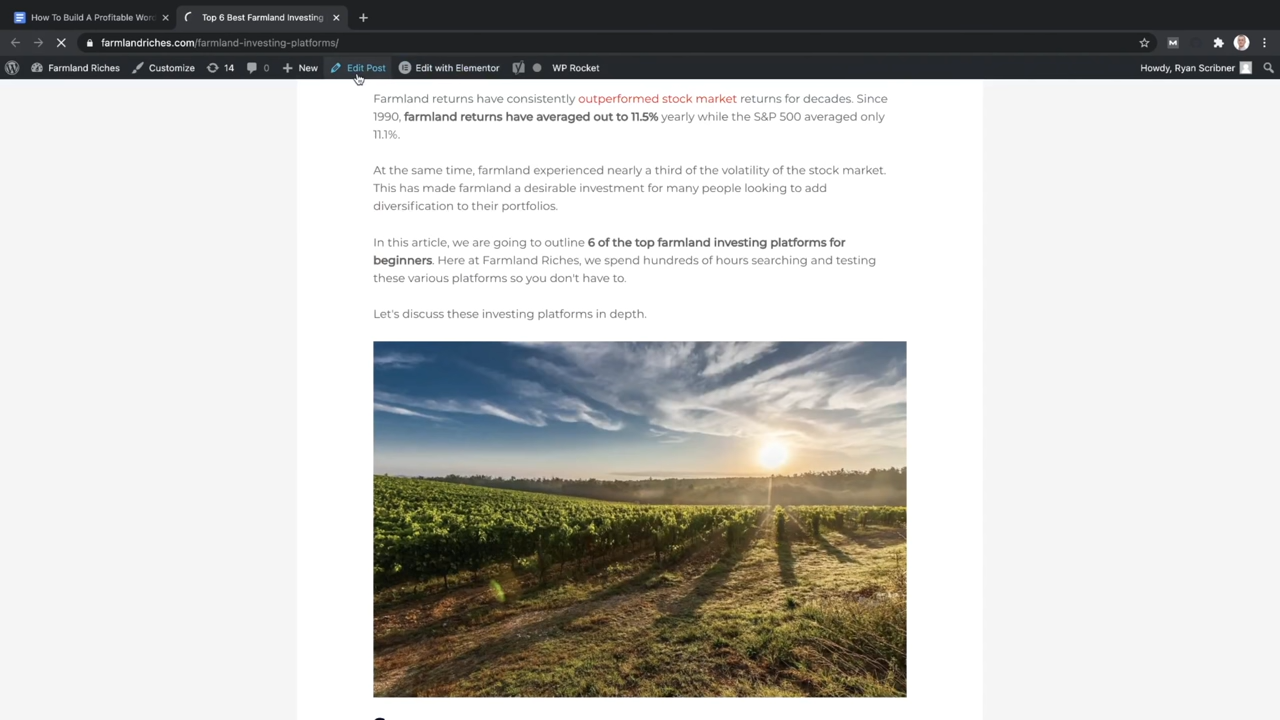 How To Build A Profitable Wor
Top 6 Best Farmland Investing
farmlandriches.com/farmland-investing-platforms/
M
Farmland Riches Customize 14 0 New Edit Post Edit with Elementor WP Rocket Howdy, Ryan Scribner
Farmland returns have consistently outperformed stock market returns for decades. Since
1990, farmland returns have averaged out to 11.5% yearly while the S&P 500 averaged only
11.1%.
At the same time, farmland experienced nearly a third of the volatility of the stock market.
This has made farmland a desirable investment for many people looking to add
diversification to their portfolios.
In this article, we are going to outline 6 of the top farmland investing platforms for
beginners. Here at Farmland Riches, we spend hundreds of hours searching and testing
these various platforms so you don't have to.
Let's discuss these investing platforms in depth.